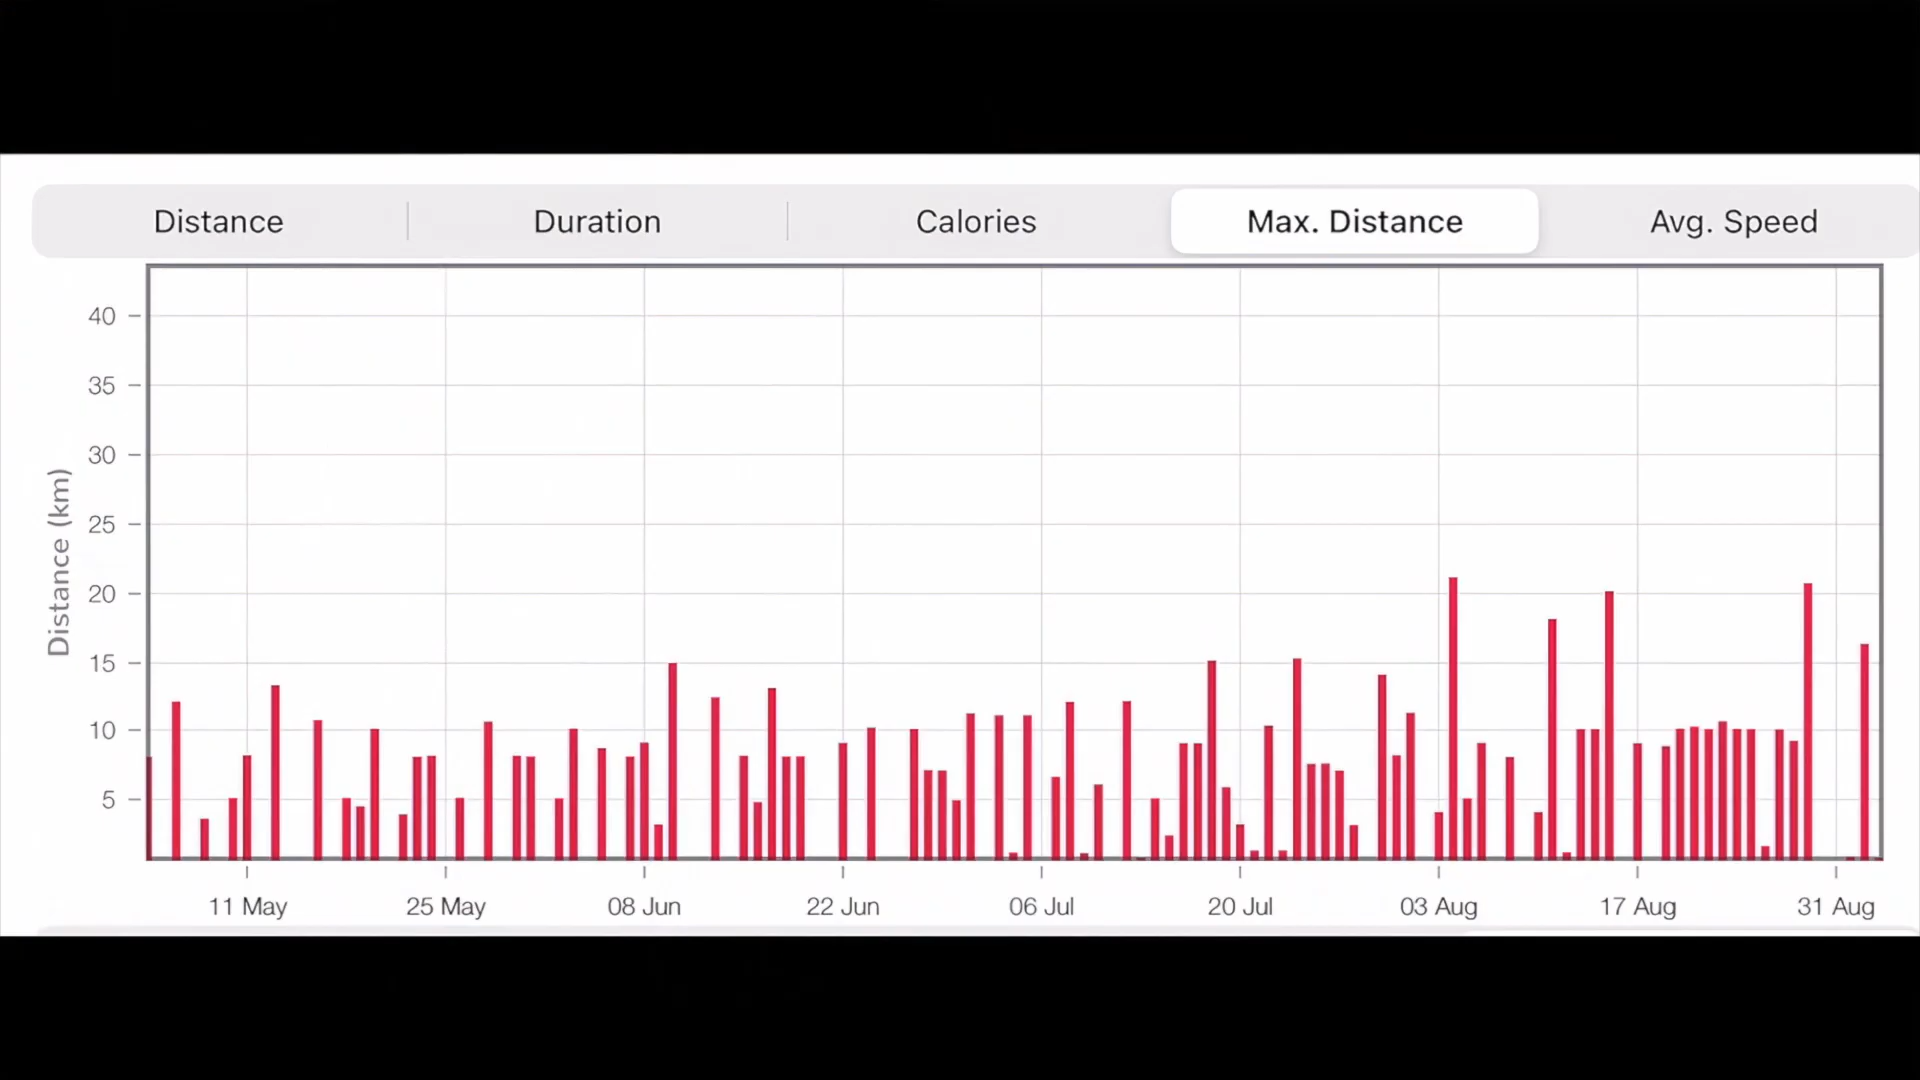 Distance Duration Calories Max. Distance Avg. Speed
Distance (km)
40
35
30
25
20
15
10
5
11 May 25 May 08 Jun 22 Jun 06 Jul 20 Jul 03 Aug 17 Aug 31 Aug